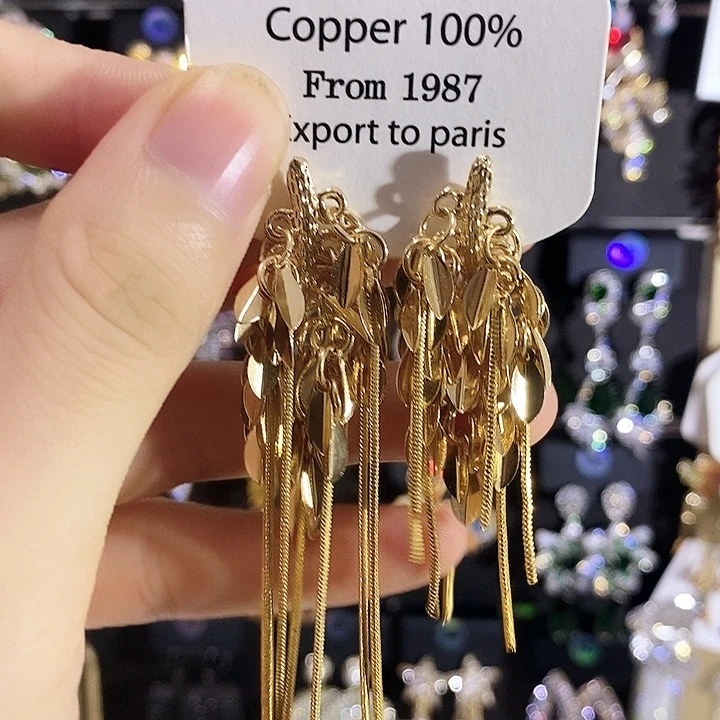 Copper 100%
From 1987
xport to paris